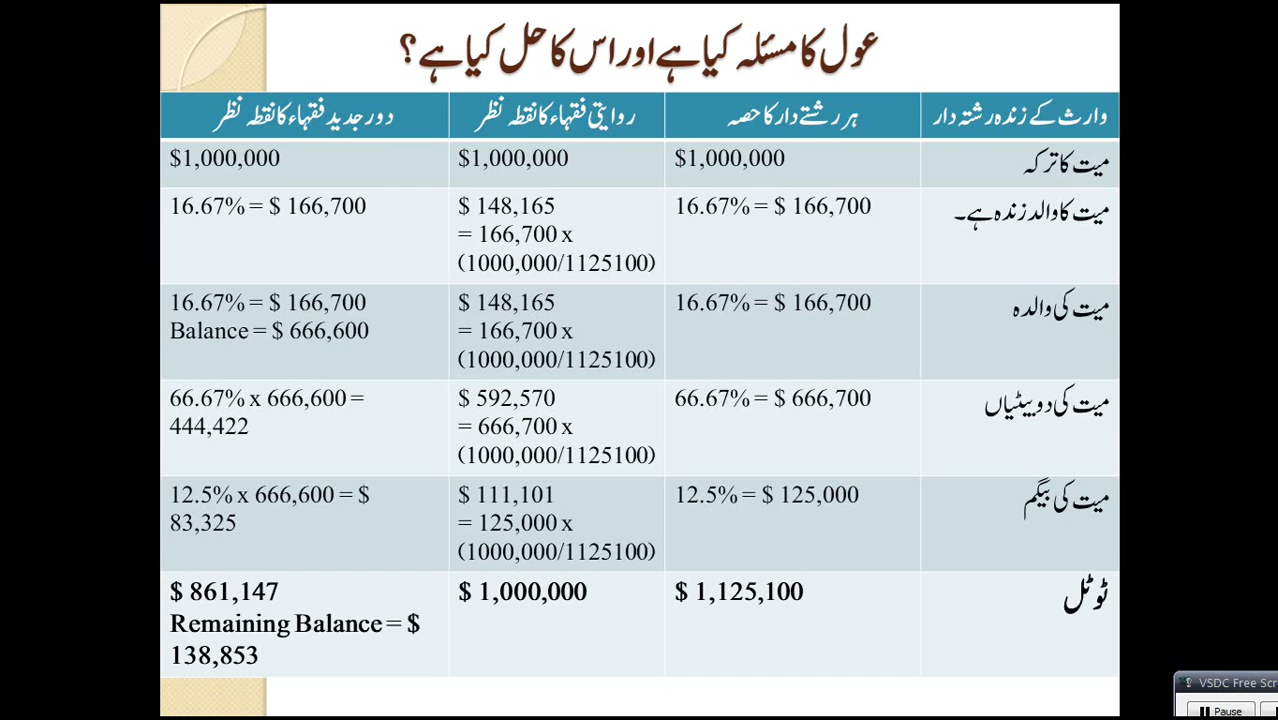 عول کا مسئلہ کیا ہے اور اس کا حل کیا ہے؟
وارث کے زندہ رشتہ دار
ہر رشتے دار کا حصہ
روایتی فقہاء کا نقطہ نظر
دور جدید فقہاء کا نقطہ نظر
میت کا ترکہ
$1,000,000
$1,000,000
$1,000,000
میت کا والد زندہ ہے۔
16.67% = $ 166,700
$ 148,165
= 166,700 x
(1000,000/1125100)
16.67% = $ 166,700
میت کی والدہ
16.67% = $ 166,700
$ 148,165
= 166,700 x
(1000,000/1125100)
16.67% = $ 166,700
Balance = $ 666,600
میت کی دو بیٹیاں
66.67% = $ 666,700
$ 592,570
= 666,700 x
(1000,000/1125100)
66.67% x 666,600 =
444,422
میت کی بیگم
12.5% = $ 125,000
$ 111,101
= 125,000 x
(1000,000/1125100)
12.5% x 666,600 = $
83,325
ٹوٹل
$ 1,125,100
$ 1,000,000
$ 861,147
Remaining Balance = $
138,853
VSDC Free Scr
Pause